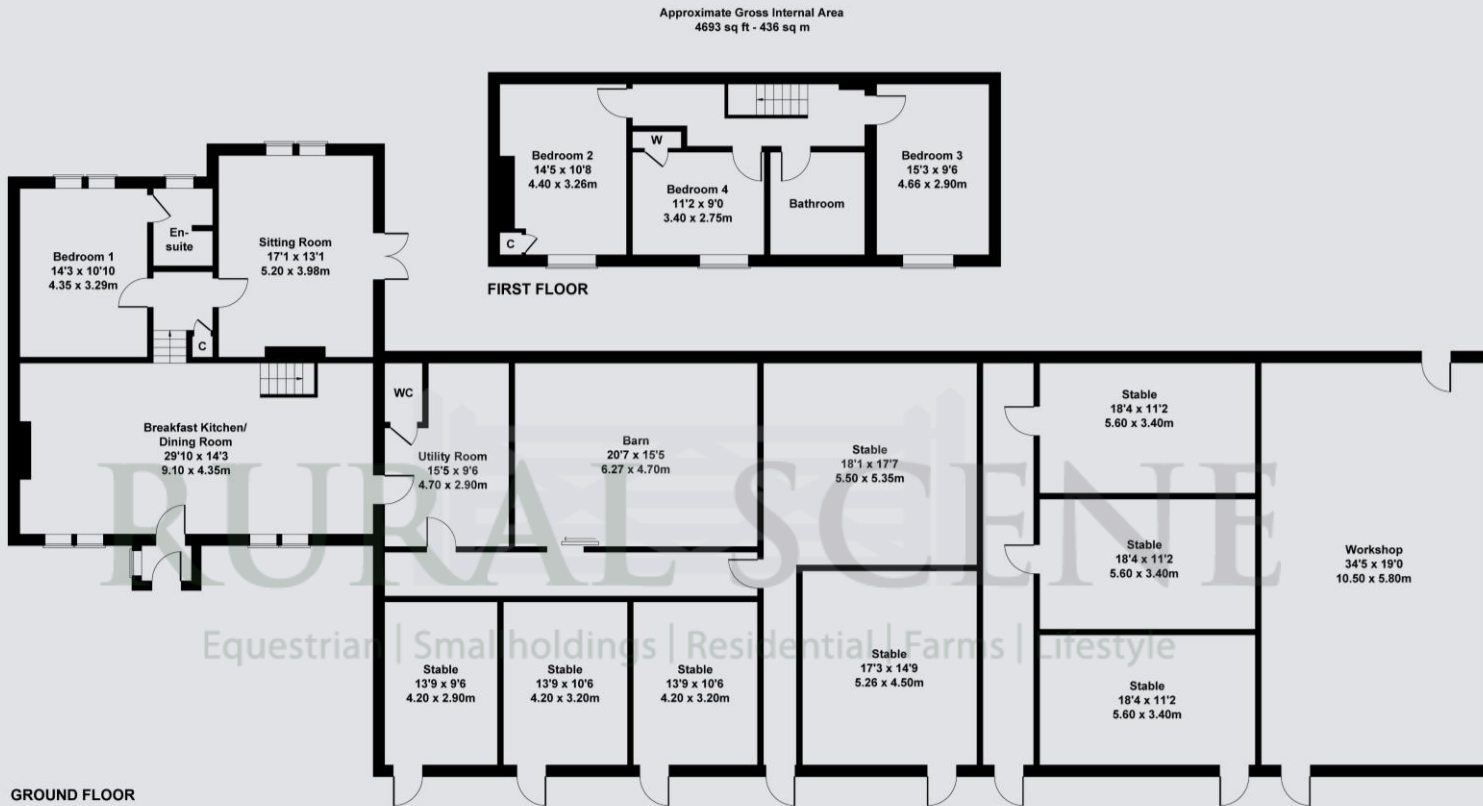 Approximate Gross Internal Area
4693 sq ft - 436 sq m
Bedroom 2
14'5 x 10'8
4.40 x 3.26m
C
W
Bedroom 4
11'2 x 9'0
3.40 x 2.75m
Bathroom
Bedroom 3
15'3 x 9'6
4.66 x 2.90m
FIRST FLOOR
Bedroom 1
14'3 x 10'10
4.35 x 3.29m
En-
suite
C
Sitting Room
17'1 x 13'1
5.20 x 3.98m
Breakfast Kitchen/
Dining Room
29'10 x 14'3
9.10 x 4.35m
WC
Utility Room
15'5 x 9'6
4.70 x 2.90m
Barn
20'7 x 15'5
6.27 x 4.70m
Stable
18'1 x 17'7
5.50 x 5.35m
Stable
18'4 x 11'2
5.60 x 3.40m
Stable
18'4 x 11'2
5.60 x 3.40m
Stable
18'4 x 11'2
5.60 x 3.40m
Workshop
34'5 x 19'0
10.50 x 5.80m
RURAL SCENE
Equestrian | Smallholdings | Residential | Farms | Lifestyle
Stable
13'9 x 9'6
4.20 x 2.90m
Stable
13'9 x 10'6
4.20 x 3.20m
Stable
13'9 x 10'6
4.20 x 3.20m
Stable
17'3 x 14'9
5.26 x 4.50m
GROUND FLOOR